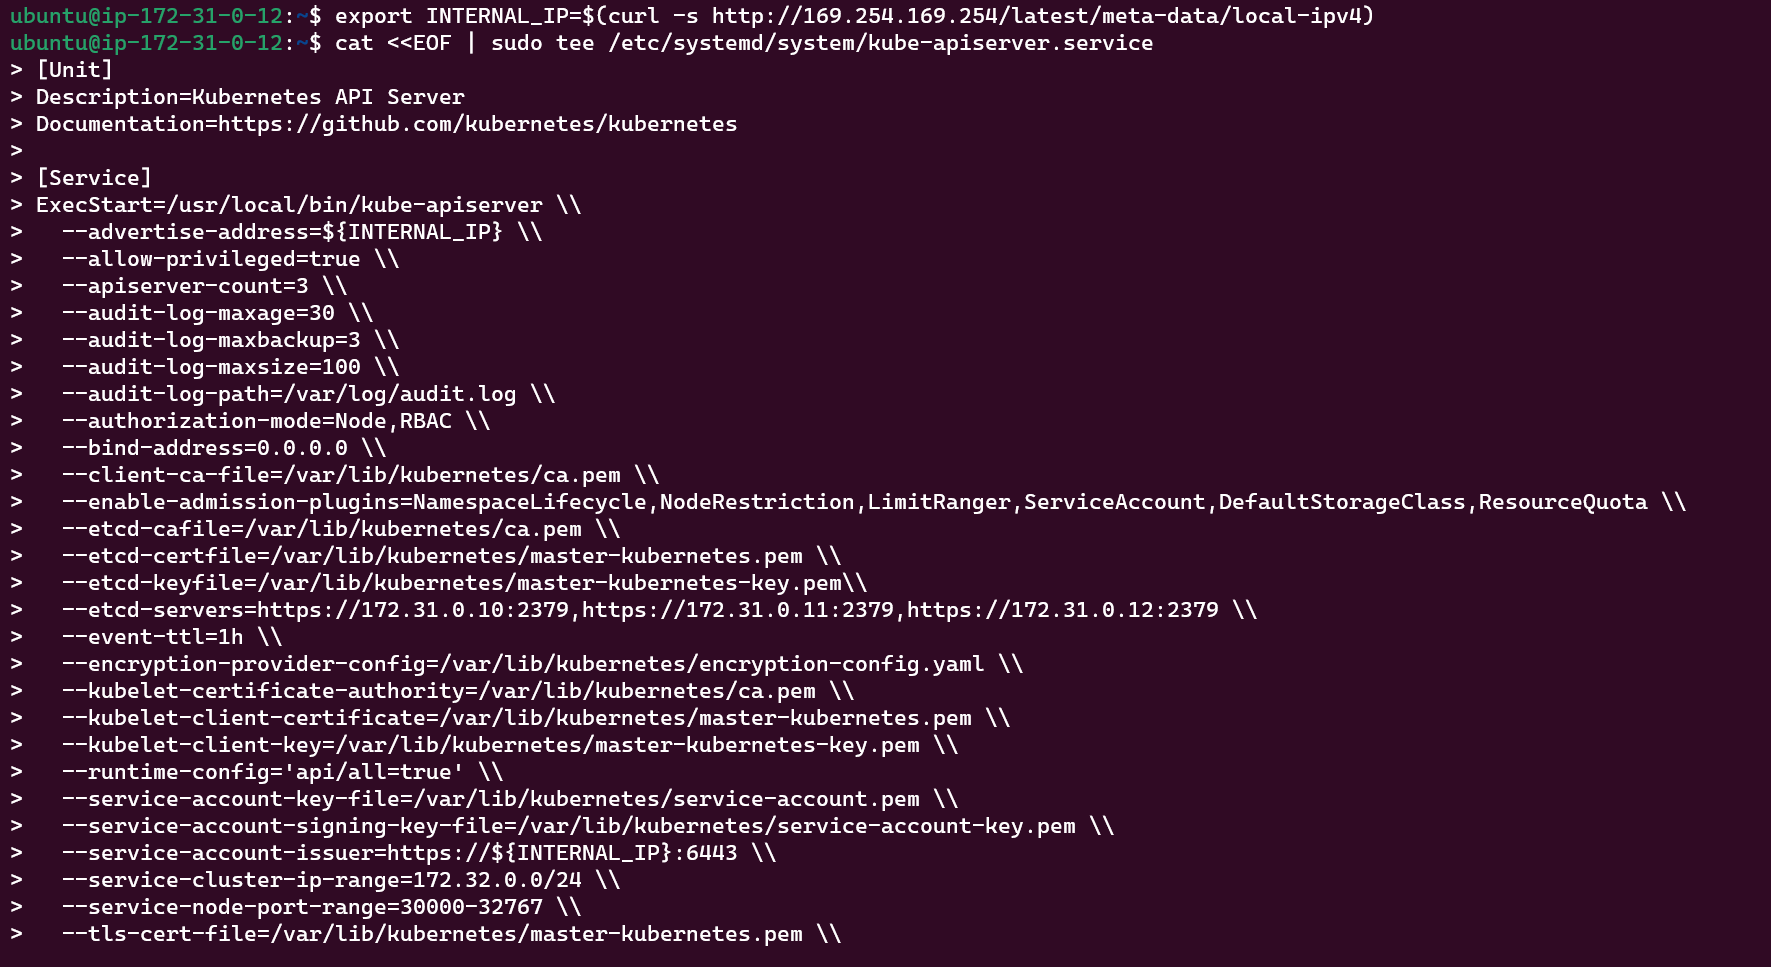 ubuntu@ip-172-31-0-12:~$ export INTERNAL_IP=$(curl -s http://169.254.169.254/latest/meta-data/local-ipv4)
ubuntu@ip-172-31-0-12:~$ cat <<EOF | sudo tee /etc/systemd/system/kube-apiserver.service
> [Unit]
> Description=Kubernetes API Server
> Documentation=https://github.com/kubernetes/kubernetes
>
> [Service]
> ExecStart=/usr/local/bin/kube-apiserver \\
>   --advertise-address=${INTERNAL_IP} \\
>   --allow-privileged=true \\
>   --apiserver-count=3 \\
>   --audit-log-maxage=30 \\
>   --audit-log-maxbackup=3 \\
>   --audit-log-maxsize=100 \\
>   --audit-log-path=/var/log/audit.log \\
>   --authorization-mode=Node,RBAC \\
>   --bind-address=0.0.0.0 \\
>   --client-ca-file=/var/lib/kubernetes/ca.pem \\
>   --enable-admission-plugins=NamespaceLifecycle,NodeRestriction,LimitRanger,ServiceAccount,DefaultStorageClass,ResourceQuota \\
>   --etcd-cafile=/var/lib/kubernetes/ca.pem \\
>   --etcd-certfile=/var/lib/kubernetes/master-kubernetes.pem \\
>   --etcd-keyfile=/var/lib/kubernetes/master-kubernetes-key.pem\\
>   --etcd-servers=https://172.31.0.10:2379,https://172.31.0.11:2379,https://172.31.0.12:2379 \\
>   --event-ttl=1h \\
>   --encryption-provider-config=/var/lib/kubernetes/encryption-config.yaml \\
>   --kubelet-certificate-authority=/var/lib/kubernetes/ca.pem \\
>   --kubelet-client-certificate=/var/lib/kubernetes/master-kubernetes.pem \\
>   --kubelet-client-key=/var/lib/kubernetes/master-kubernetes-key.pem \\
>   --runtime-config='api/all=true' \\
>   --service-account-key-file=/var/lib/kubernetes/service-account.pem \\
>   --service-account-signing-key-file=/var/lib/kubernetes/service-account-key.pem \\
>   --service-account-issuer=https://${INTERNAL_IP}:6443 \\
>   --service-cluster-ip-range=172.32.0.0/24 \\
>   --service-node-port-range=30000-32767 \\
>   --tls-cert-file=/var/lib/kubernetes/master-kubernetes.pem \\